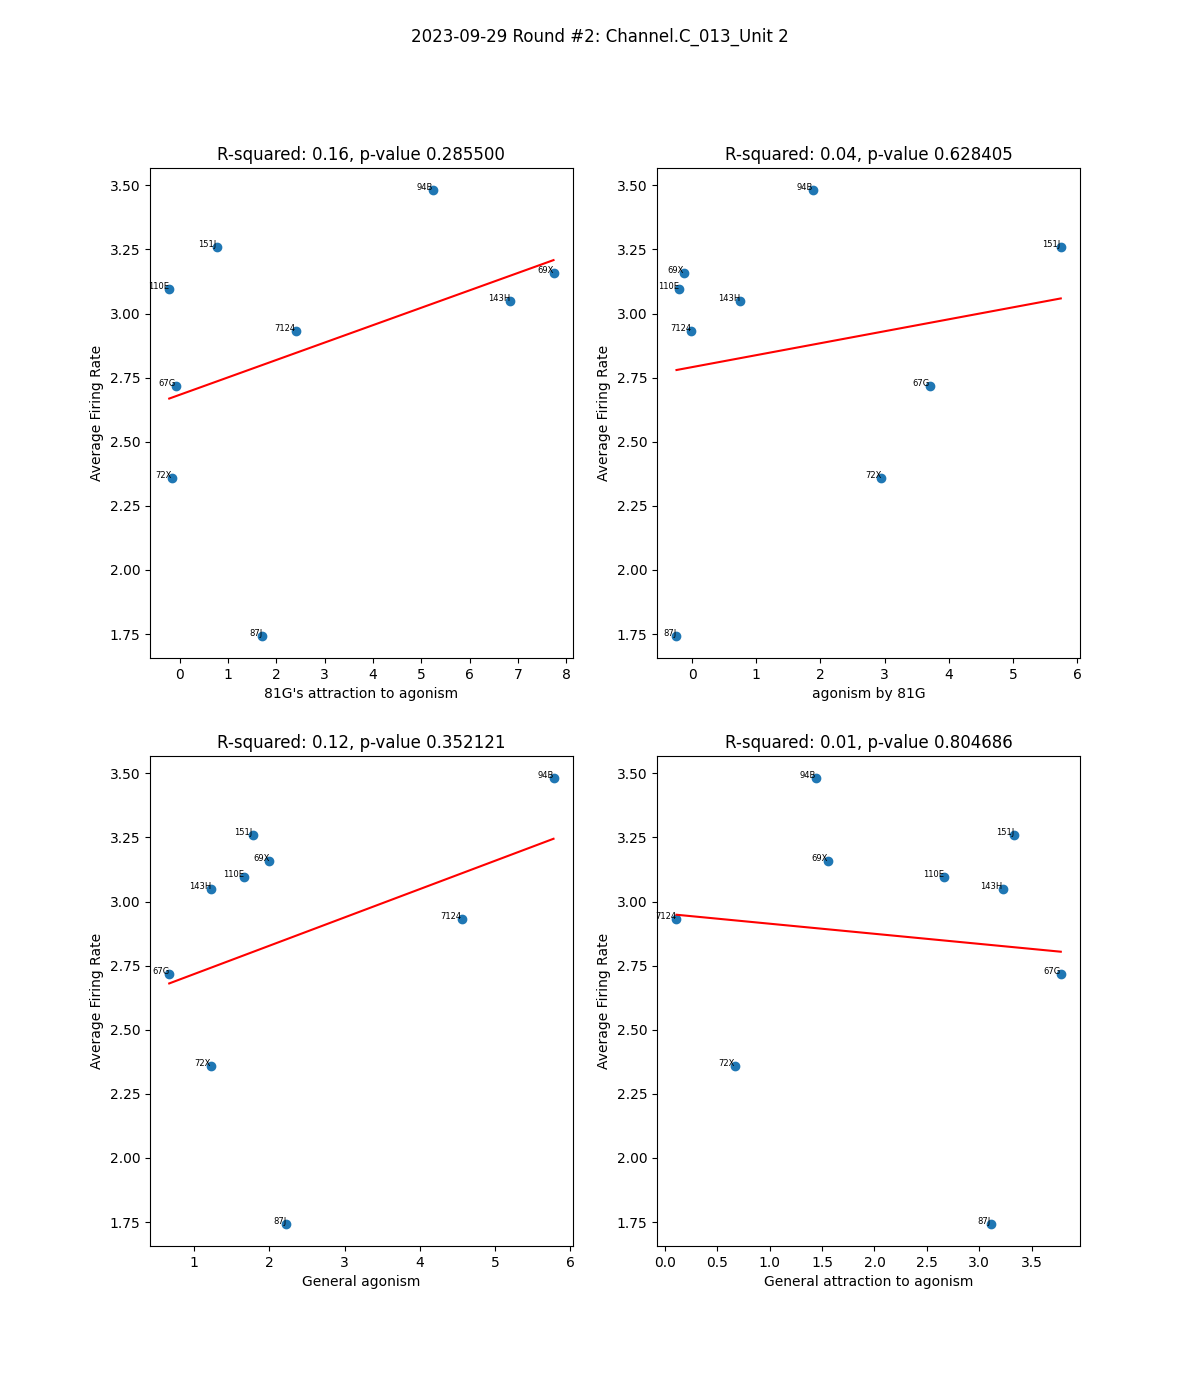 2023-09-29 Round #2: Channel.C_013_Unit 2
R-squared: 0.16, p-value 0.285500
3.50
3.25
3.00
2.75
2.50
2.25
2.00
1.75
Average Firing Rate
94B
151J
69X
110E
143H
7124
67G
72X
87J
0 1 2 3 4 5 6 7 8
81G's attraction to agonism
R-squared: 0.04, p-value 0.628405
3.50
3.25
3.00
2.75
2.50
2.25
2.00
1.75
Average Firing Rate
94B
151J
69X
110E
143H
7124
67G
72X
87J
0 1 2 3 4 5 6
agonism by 81G
R-squared: 0.12, p-value 0.352121
3.50
3.25
3.00
2.75
2.50
2.25
2.00
1.75
Average Firing Rate
94B
151J
69X
110E
143H
7124
67G
72X
87J
1 2 3 4 5 6
General agonism
R-squared: 0.01, p-value 0.804686
3.50
3.25
3.00
2.75
2.50
2.25
2.00
1.75
Average Firing Rate
94B
151J
69X
110E
143H
7124
67G
72X
87J
0.0 0.5 1.0 1.5 2.0 2.5 3.0 3.5
General attraction to agonism